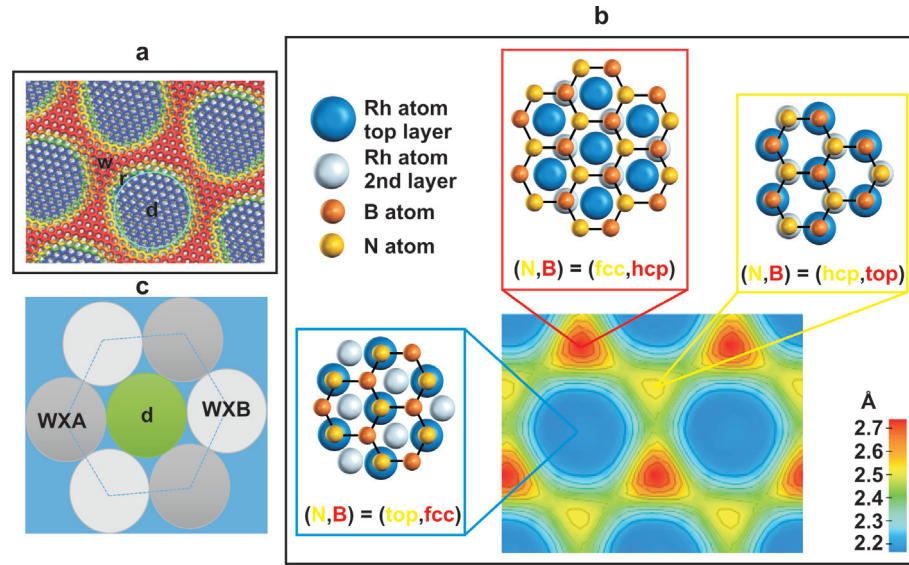 a
w
r
d
c
WXA
d
WXB
b
Rh atom
top layer
Rh atom
2nd layer
B atom
N atom
(N,B) = (fcc,hcp)
(N,B) = (hcp,top)
(N,B) = (top,fcc)
Å
2.7
2.6
2.5
2.4
2.3
2.2